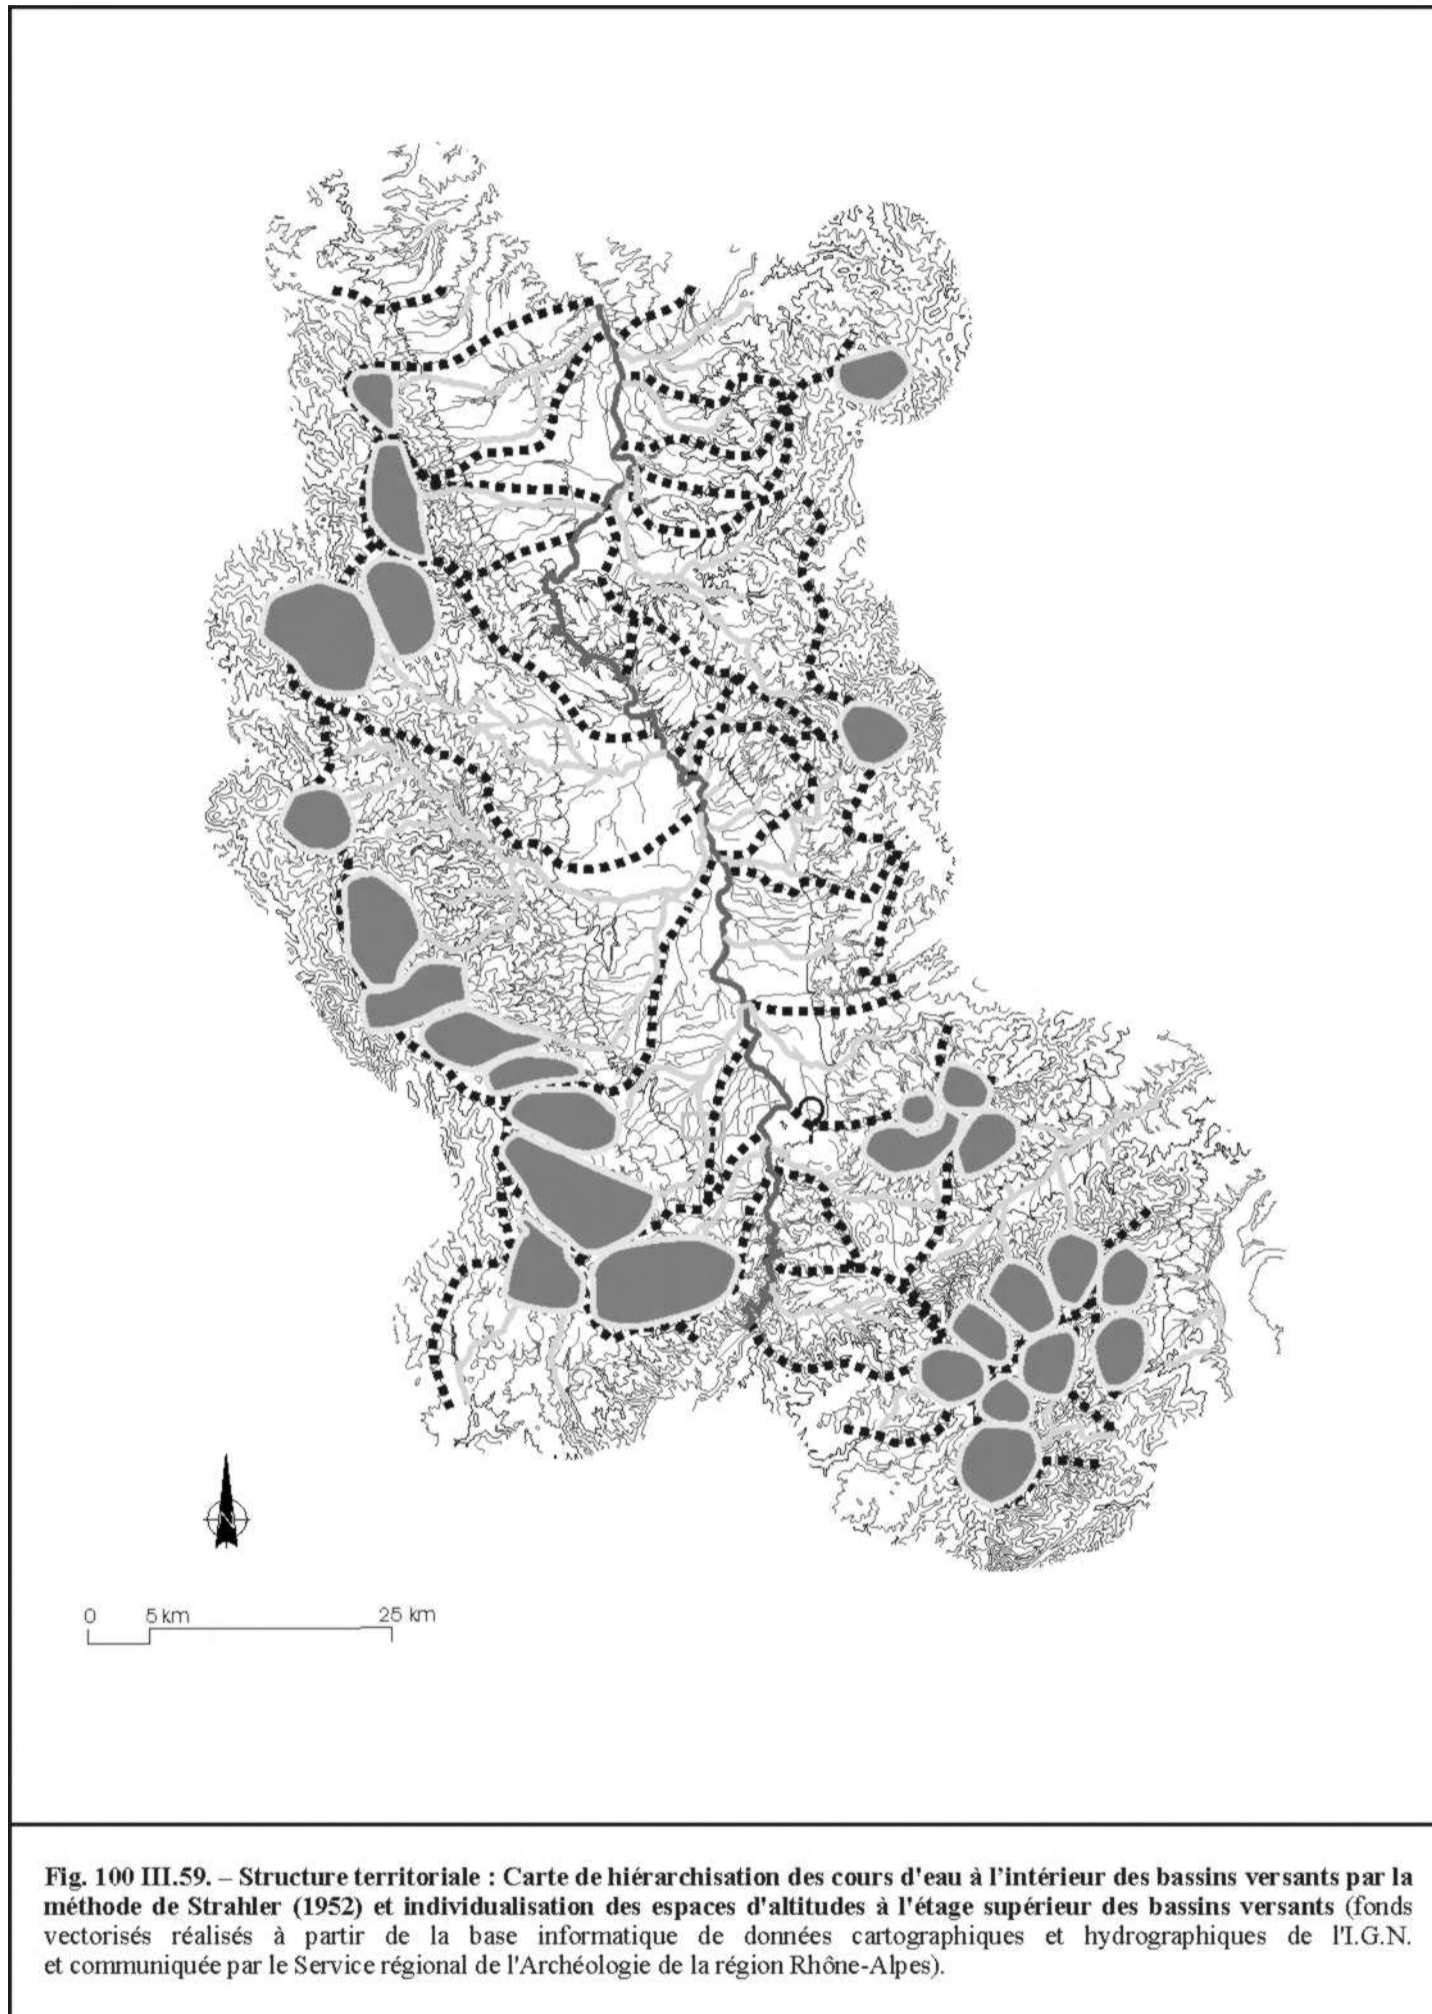 N
0 5 km 25 km
Fig. 100 III.59. – Structure territoriale : Carte de hiérarchisation des cours d'eau à l'intérieur des bassins versants par la
méthode de Strahler (1952) et individualisation des espaces d'altitudes à l'étage supérieur des bassins versants (fonds
vectorisés réalisés à partir de la base informatique de données cartographiques et hydrographiques de l'I.G.N.
et communiquée par le Service régional de l'Archéologie de la région Rhône-Alpes).